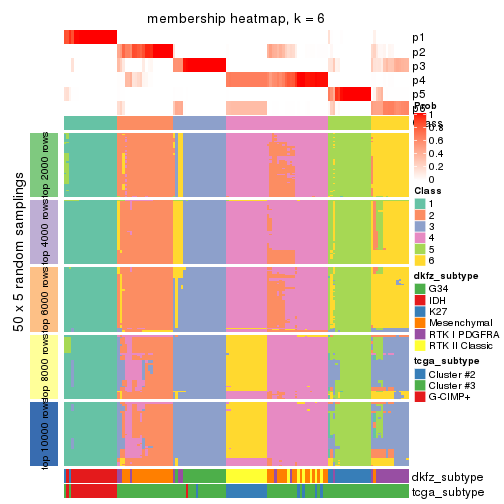 membership heatmap, k = 6
p1
p2
p3
p4
p5
p6
50 x 5 random samplings
top 2000 rows
top 4000 rows
top 6000 rows
top 8000 rows
top 10000 rows
Prob
1
0.8
0.6
0.4
0.2
0
Class
Class
1
2
3
4
5
6
dkfz_subtype
G34
IDH
K27
Mesenchymal
RTK I PDGFRA
RTK II Classic
tcga_subtype
Cluster #2
Cluster #3
G-CIMP+
dkfz_subtype
tcga_subtype